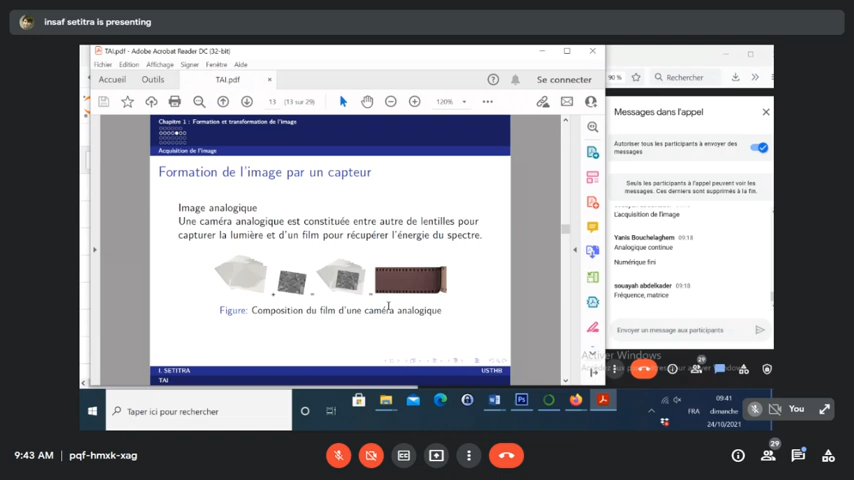 insaf setitra is presenting
TAI.pdf - Adobe Acrobat Reader DC (32-bit)
Fichier Edition Affichage Signer Fenêtre Aide
Accueil Outils TAI.pdf × Se connecter
13 (13 sur 29) 120%
Chapitre 1 : Formation et transformation de l'image
Acquisition de l'image
Formation de l'image par un capteur
Image analogique
Une caméra analogique est constituée entre autre de lentilles pour
capturer la lumière et d'un film pour récupérer l'énergie du spectre.
Figure: Composition du film d'une caméra analogique
I. SETITRA USTHB
TAI
90 % Rechercher
Messages dans l'appel
Autoriser tous les participants à envoyer des
messages
Seuls les participants à l'appel peuvent voir les
messages. Ces derniers sont supprimés à la
L'acquisition de l'image
Yanis Bouchelaghem 09:18
Analogique continue
Numérique fini
souayah abdelkader 09:18
Fréquence, matrice
Envoyer un message aux participants
Activer Windows
29
Taper ici pour rechercher
09:41
FRA dimanche
24/10/2021
You
9:43 AM pqf-hmxk-xag
29